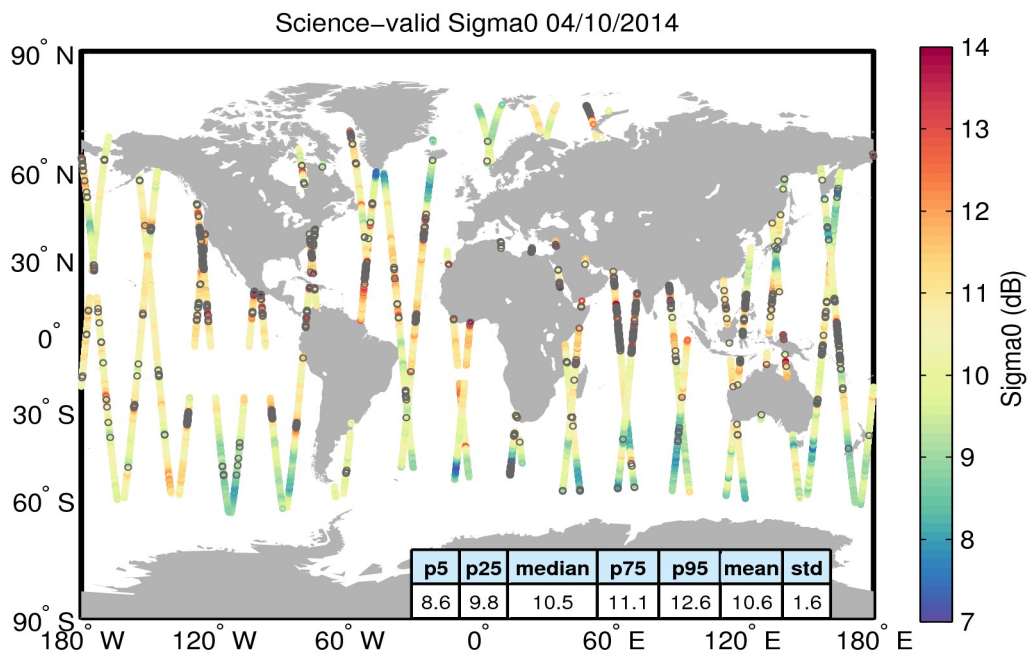 Science−valid Sigma0 04/10/2014
90° N
60° N
30° N
0°
30° S
60° S
90° S
180° W
120° W
60° W
0°
60° E
120° E
180° E
p5 p25 median p75 p95 mean std
8.6 9.8 10.5 11.1 12.6 10.6 1.6
14
13
12
11
10
9
8
7
Sigma0 (dB)